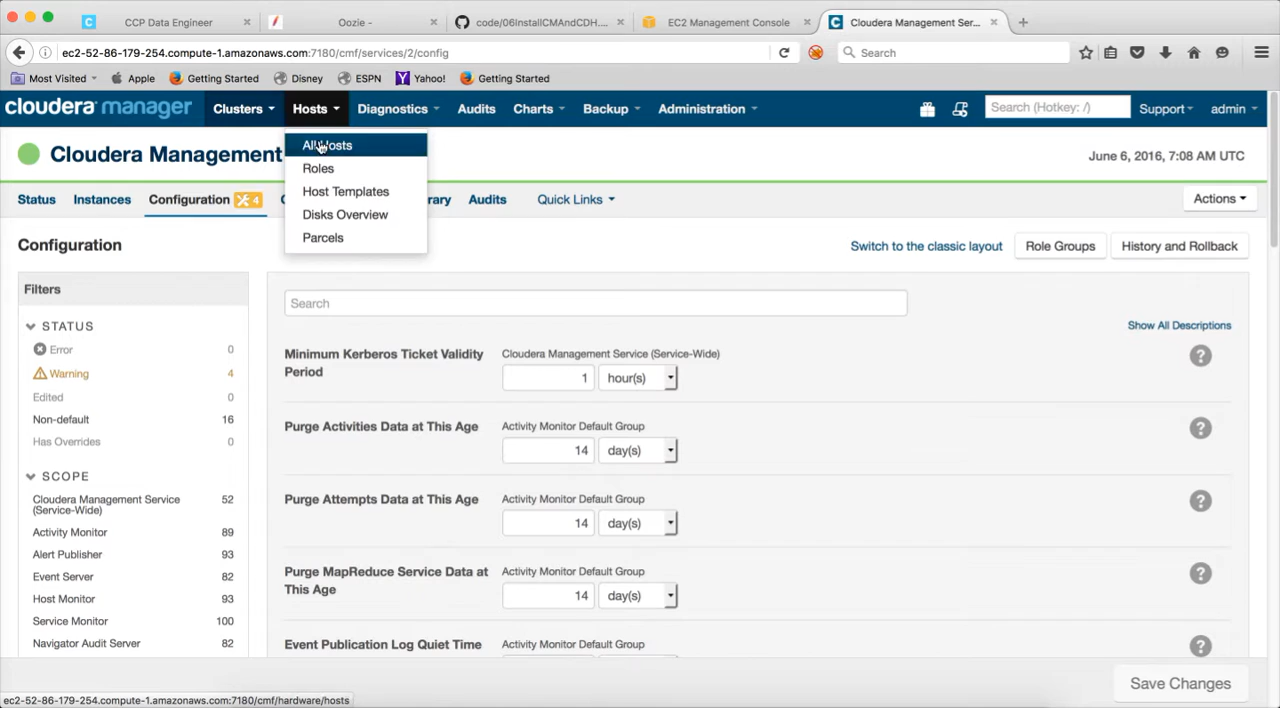 CCP Data Engineer
Oozie -
code/06InstallCMAndCDH....
EC2 Management Console
Cloudera Management Ser...
ec2-52-86-179-254.compute-1.amazonaws.com:7180/cmf/services/2/config
Search
Most Visited
Apple
Getting Started
Disney
ESPN
Yahoo!
Getting Started
cloudera manager
Clusters
Hosts
Diagnostics
Audits
Charts
Backup
Administration
Search (Hotkey: /)
Support
admin
All Hosts
Roles
Host Templates
Disks Overview
Parcels
Cloudera Management
June 6, 2016, 7:08 AM UTC
Status
Instances
Configuration
4
C
rary
Audits
Quick Links
Actions
Configuration
Switch to the classic layout
Role Groups
History and Rollback
Filters
STATUS
Error 0
Warning 4
Edited 0
Non-default 16
Has Overrides 0
SCOPE
Cloudera Management Service 52
(Service-Wide)
Activity Monitor 89
Alert Publisher 93
Event Server 82
Host Monitor 93
Service Monitor 100
Navigator Audit Server 82
Search
Show All Descriptions
Minimum Kerberos Ticket Validity
Period
Cloudera Management Service (Service-Wide)
1 hour(s)
Purge Activities Data at This Age
Activity Monitor Default Group
14 day(s)
Purge Attempts Data at This Age
Activity Monitor Default Group
14 day(s)
Purge MapReduce Service Data at
This Age
Activity Monitor Default Group
14 day(s)
Event Publication Log Quiet Time
Activity Monitor Default Group
Save Changes
ec2-52-86-179-254.compute-1.amazonaws.com:7180/cmf/hardware/hosts